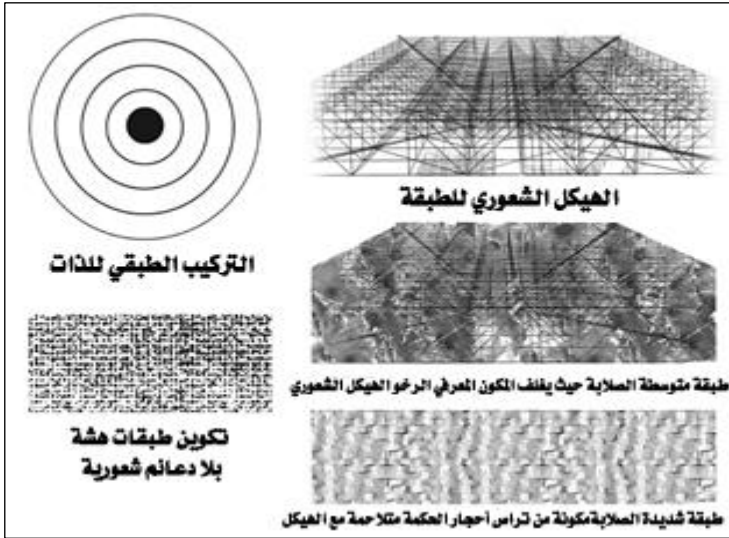 الهيكل الشعوري للطبقة
التركيب الطبقي للذات
طبقة متوسطة الصلابة حيث يغلف المكون المعرفي الرخو الهيكل الشعوري
تكوين طبقات هشة
بلا دعائم شعورية
طبقة شديدة الصلابة مكونة من تراس أحجار الحكمة متلاحمة مع الهيكل